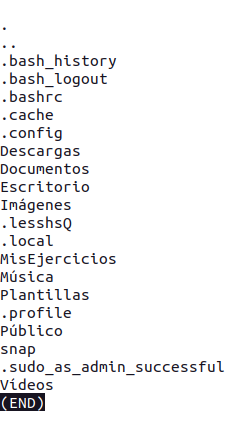 .
..
.bash_history
.bash_logout
.bashrc
.cache
.config
Descargas
Documentos
Escritorio
Imágenes
.lesshsQ
.local
MisEjercicios
Música
Plantillas
.profile
Público
snap
.sudo_as_admin_successful
Vídeos
(END)